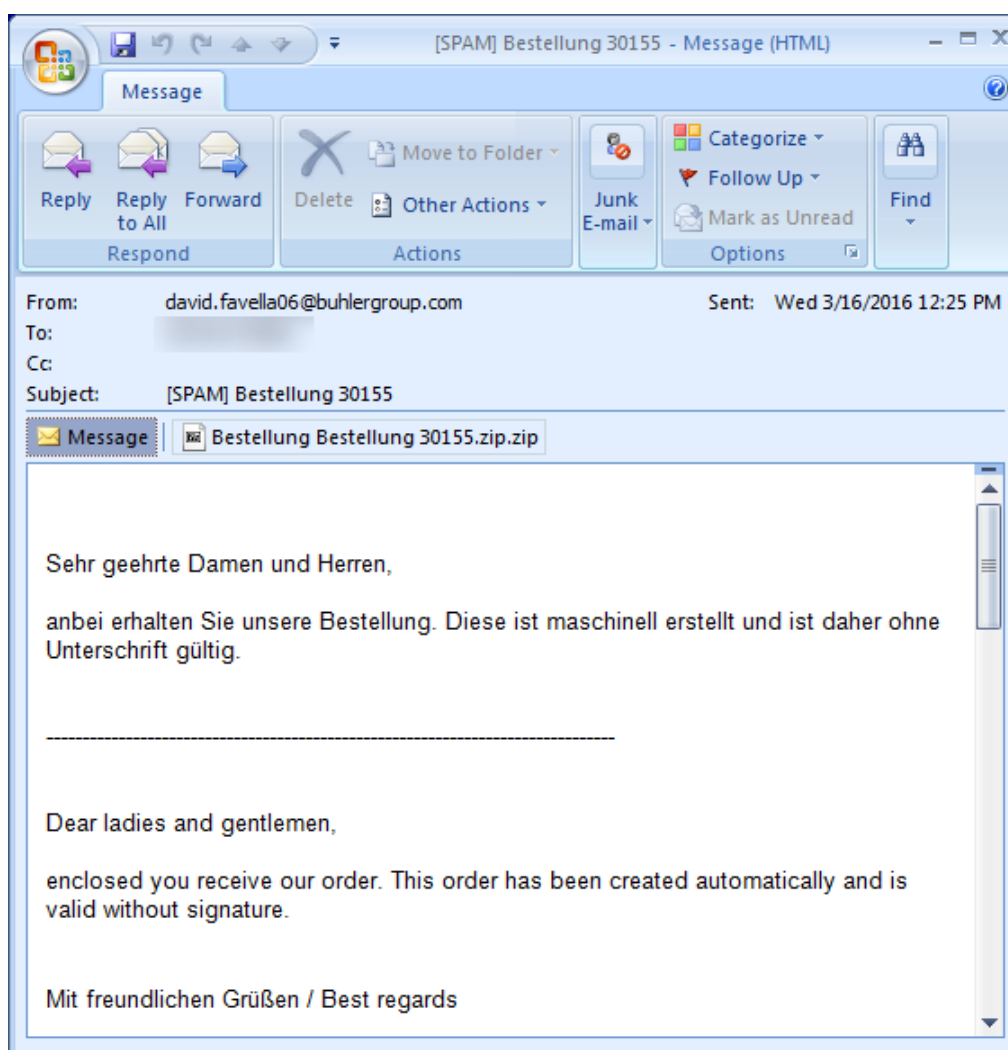 [SPAM] Bestellung 30155 - Message (HTML)
Message
Reply
Reply to All
Forward
Respond
Delete
Move to Folder
Other Actions
Actions
Junk E-mail
Categorize
Follow Up
Mark as Unread
Options
Find
From: david.favella06@buhlergroup.com Sent: Wed 3/16/2016 12:25 PM
To:
Cc:
Subject: [SPAM] Bestellung 30155
Message Bestellung Bestellung 30155.zip.zip
Sehr geehrte Damen und Herren,
anbei erhalten Sie unsere Bestellung. Diese ist maschinell erstellt und ist daher ohne
Unterschrift gültig.
-------------------------------------------------------------------------------
Dear ladies and gentlemen,
enclosed you receive our order. This order has been created automatically and is
valid without signature.
Mit freundlichen Grüßen / Best regards